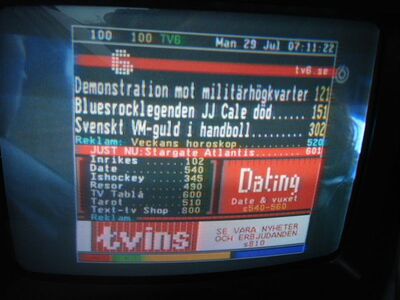 100 100 TV6 Man 29 Jul 07:11:22
6 tv6.se
Demonstration mot militärhögkvarter 121
Bluesrocklegenden JJ Cale död..... 151
Svenskt VM-guld i handboll........ 302
Reklam: Veckans horoskop.......... 520
JUST NU:Stargate Atlantis......... 601
Inrikes 102
Date 540
Ishockey 345
Resor 490
TV Tablå 600
Tarot 510
Text-tv Shop 800
Dating
Date & vuxet
s540-560
Reklam
tvins
SE VÅRA NYHETER
OCH ERBJUDANDEN
s810